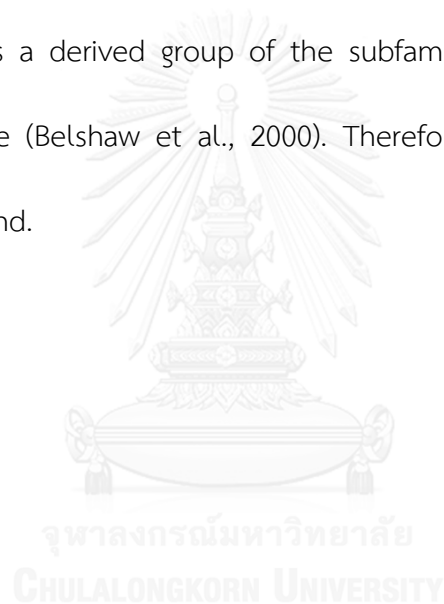 s a derived group of the subfam
e (Belshaw et al., 2000). Therefo
nd.
จุฬาลงกรณ์มหาวิทยาลัย
CHULALONGKORN UNIVERSITY